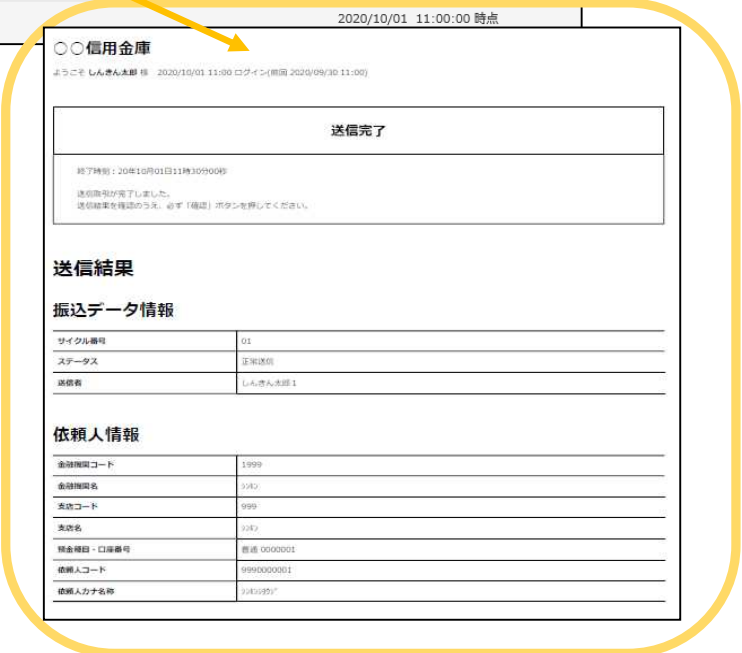 2020/10/01 11:00:00 時点
○○信用金庫
ようこそ しんきん太郎 様 2020/10/01 11:00 ログイン(前回 2020/09/30 11:00)
送信完了
終了時刻：20年10月01日11時30分00秒
送信取引が完了しました。
送信結果を確認のうえ、必ず「確認」ボタンを押してください。
送信結果
振込データ情報
サイクル番号 01
ステータス 正常送信
送信者 しんきん太郎1
依頼人情報
金融機関コード 1999
金融機関名 ｼﾝｷﾝ
支店コード 999
支店名 ｼﾝｷﾝ
預金種目・口座番号 普通 0000001
依頼人コード 9990000001
依頼人カナ名称